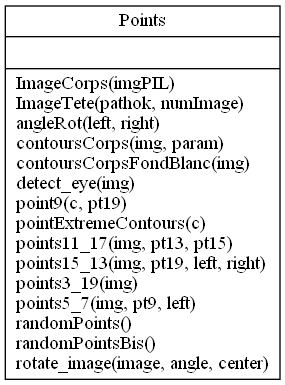 Points
ImageCorps(imgPIL)
ImageTete(pathok, numImage)
angleRot(left, right)
contoursCorps(img, param)
contoursCorpsFondBlanc(img)
detect_eye(img)
point9(c, pt19)
pointExtremeContours(c)
points11_17(img, pt13, pt15)
points15_13(img, pt19, left, right)
points3_19(img)
points5_7(img, pt9, left)
randomPoints()
randomPointsBis()
rotate_image(image, angle, center)